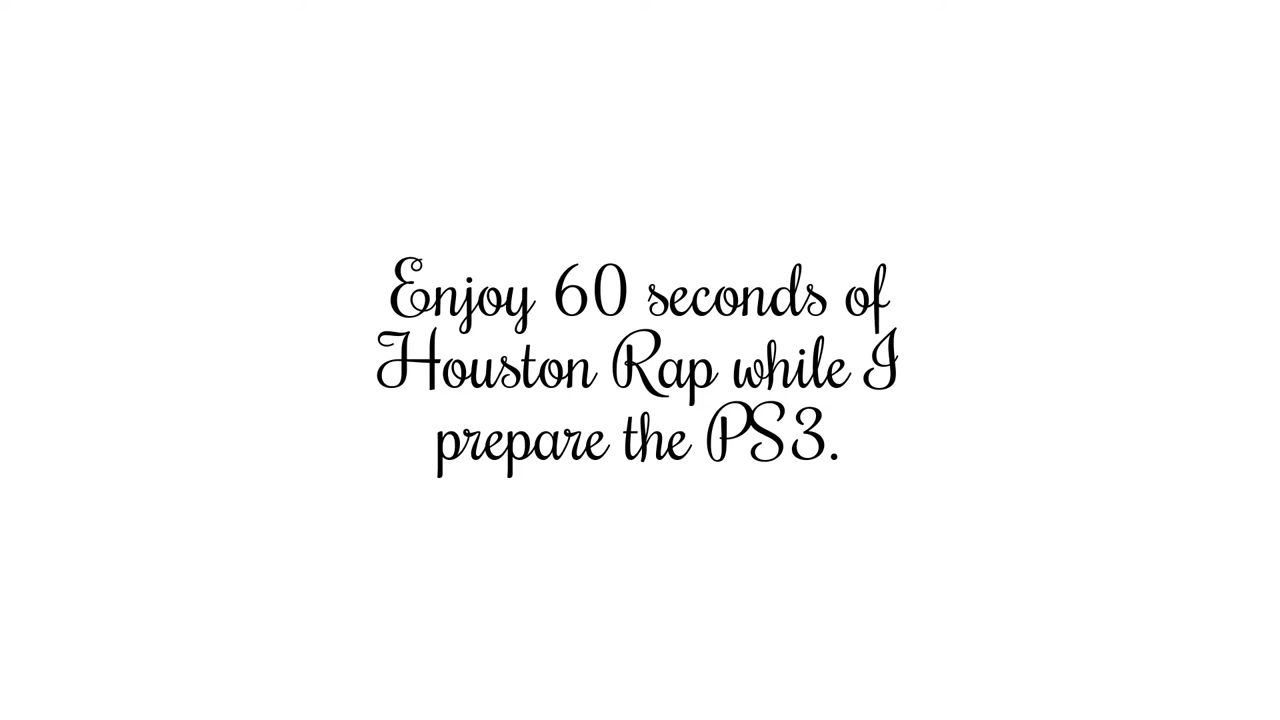 Enjoy 60 seconds of
Houston Rap while I
prepare the PS3.